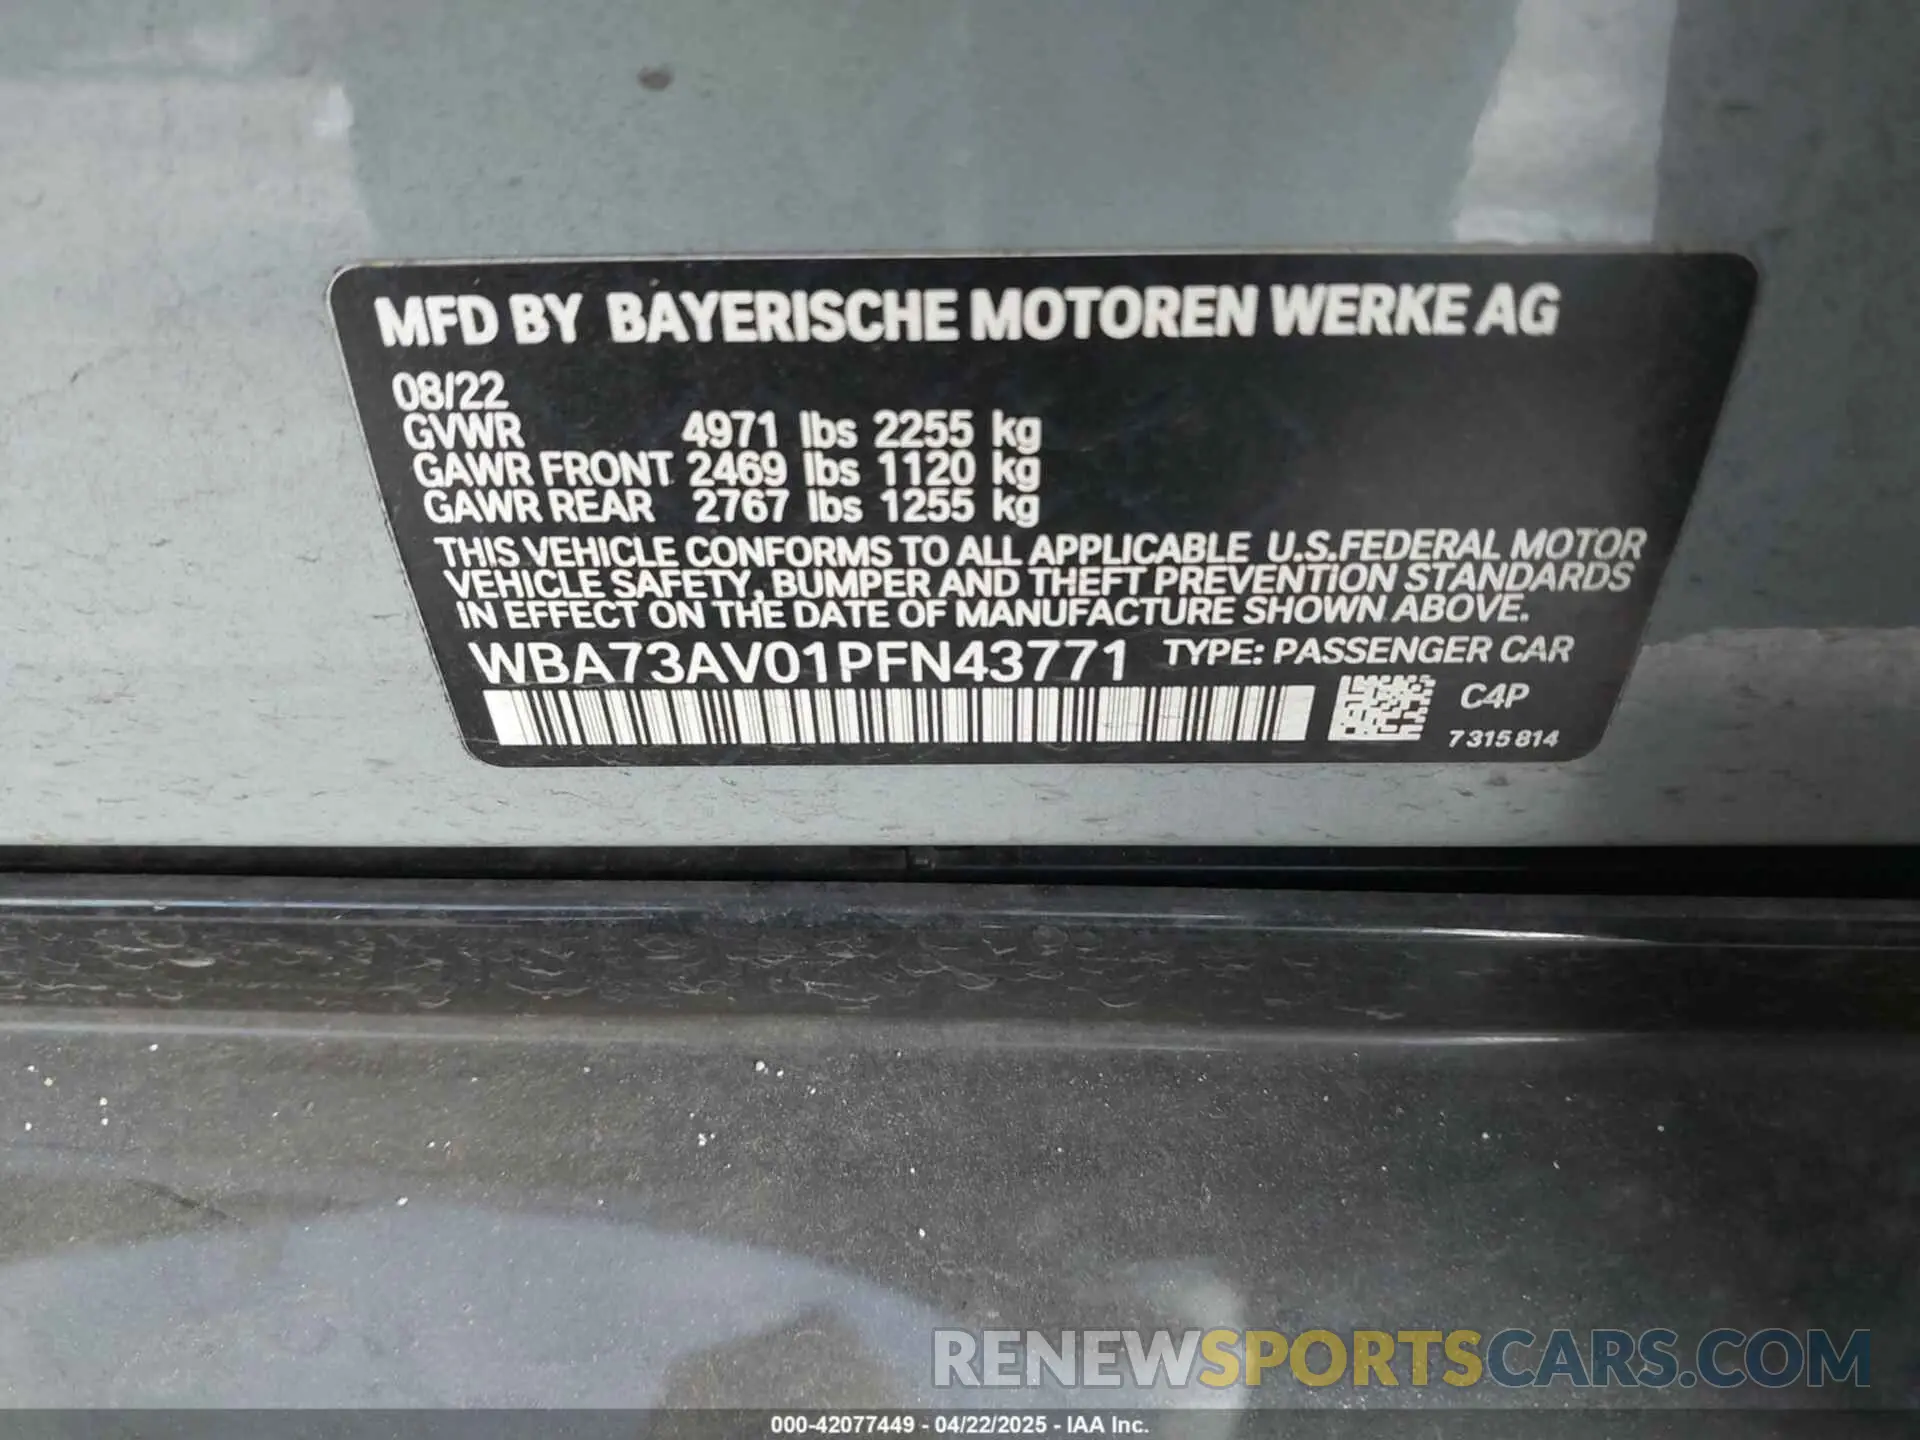 MFD BY BAYERISCHE MOTOREN WERKE AG
08/22
GVWR 4971 lbs 2255 kg
GAWR FRONT 2469 lbs 1120 kg
GAWR REAR 2767 lbs 1255 kg
THIS VEHICLE CONFORMS TO ALL APPLICABLE U.S.FEDERAL MOTOR
VEHICLE SAFETY, BUMPER AND THEFT PREVENTION STANDARDS
IN EFFECT ON THE DATE OF MANUFACTURE SHOWN ABOVE.
WBA73AV01PFN43771 TYPE: PASSENGER CAR
C4P
7 315 814
RENEWSPORTSCARS.COM
000-42077449 - 04/22/2025 - IAA Inc.